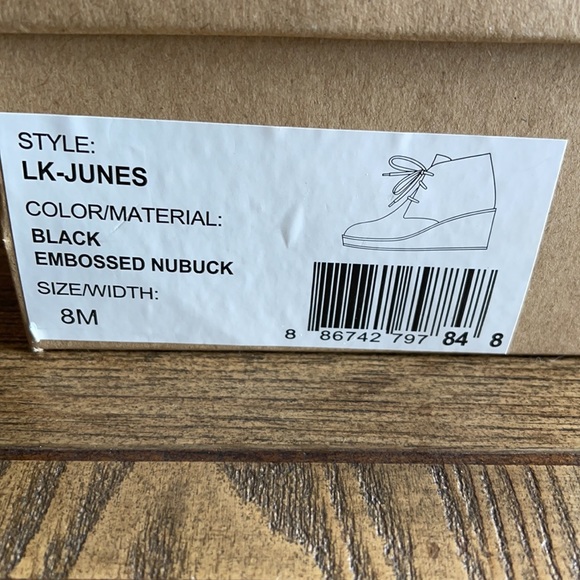 STYLE:
LK-JUNES
COLOR/MATERIAL:
BLACK
EMBOSSED NUBUCK
SIZE/WIDTH:
8M
8 86742 797 84 8